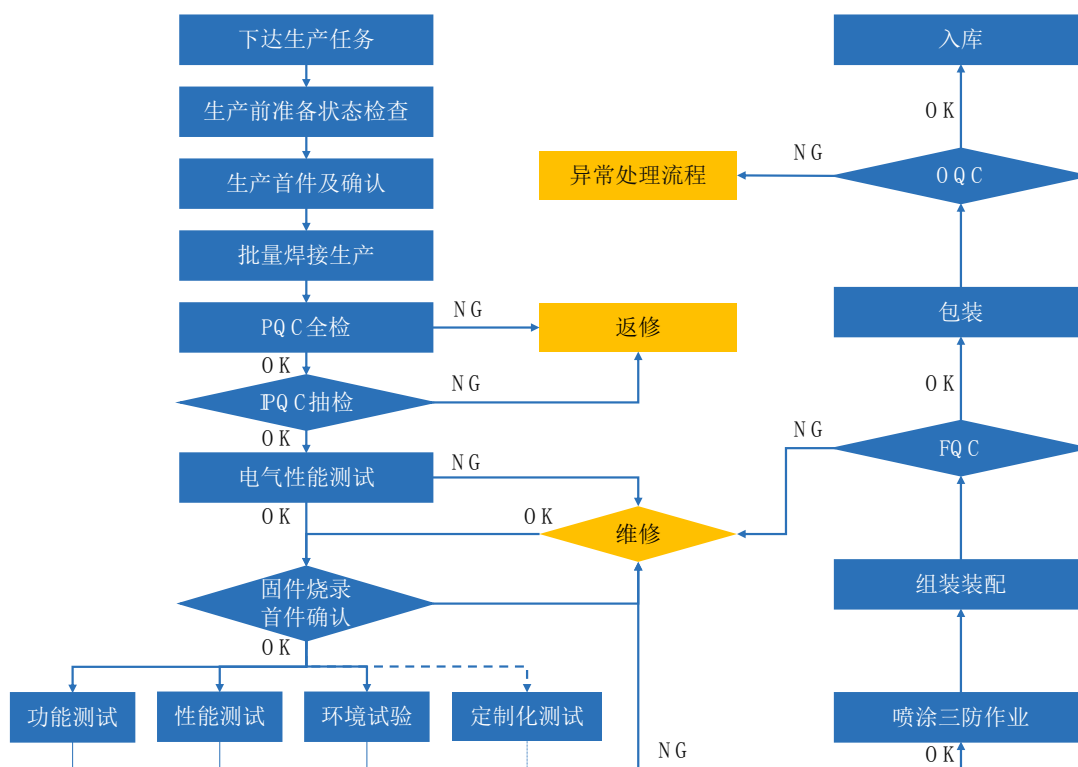 下达生产任务
生产前准备状态检查
生产首件及确认
批量焊接生产
PQC全检
NG
返修
OK
IPQC抽检
NG
OK
电气性能测试
NG
OK
OK
维修
固件烧录
首件确认
OK
功能测试
性能测试
环境试验
定制化测试
NG
入库
OK
异常处理流程
NG
OQC
包装
OK
NG
FQC
组装装配
喷涂三防作业
OK